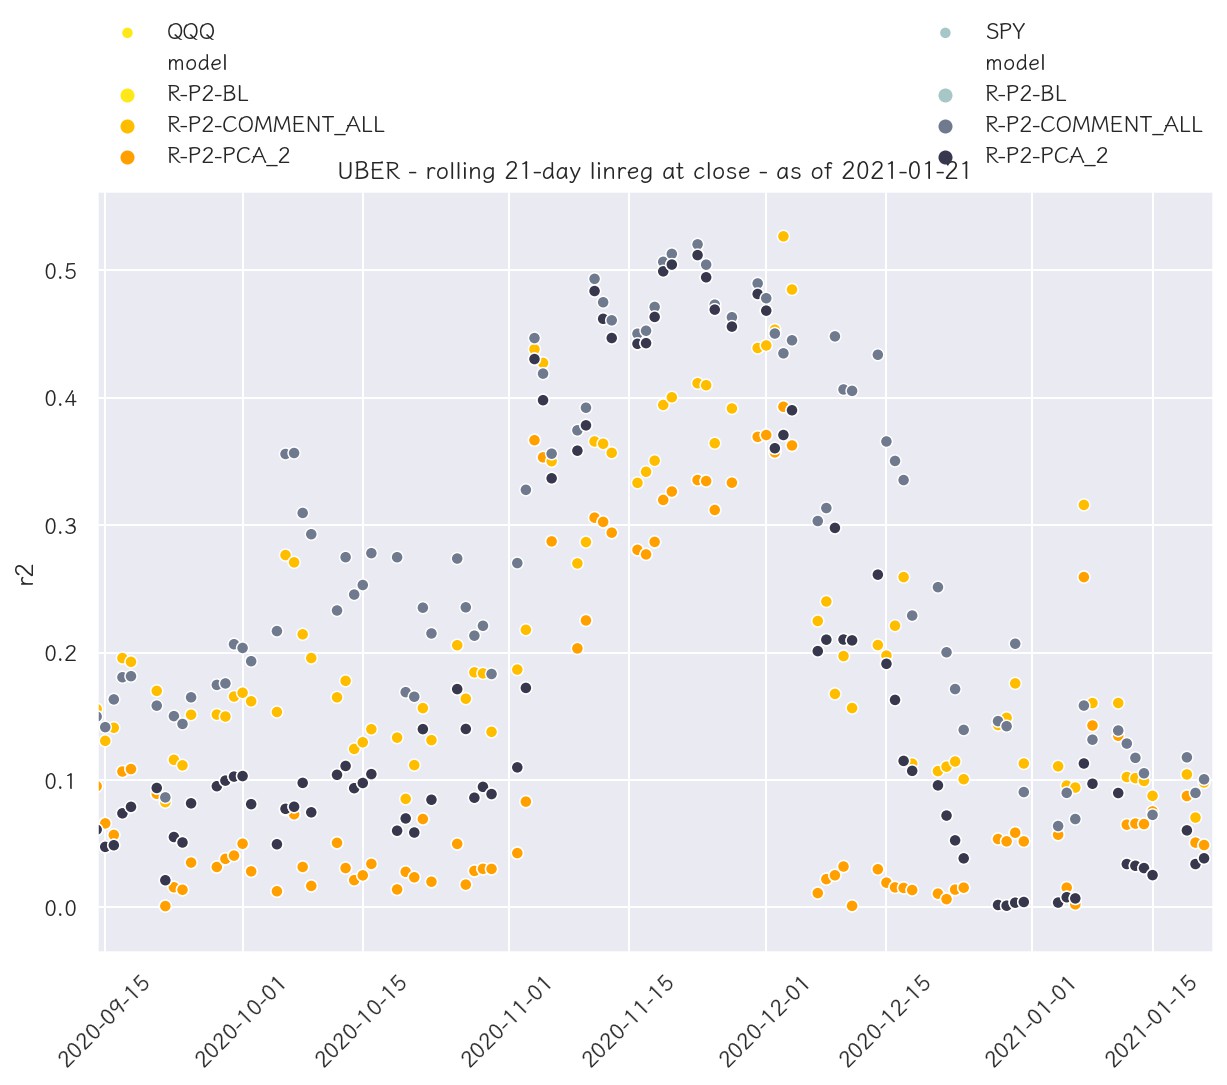 QQQ
model
R-P2-BL
R-P2-COMMENT_ALL
R-P2-PCA_2
SPY
model
R-P2-BL
R-P2-COMMENT_ALL
R-P2-PCA_2
UBER - rolling 21-day linreg at close - as of 2021-01-21
r2
0.5
0.4
0.3
0.2
0.1
0.0
2020-09-15
2020-10-01
2020-10-15
2020-11-01
2020-11-15
2020-12-01
2020-12-15
2021-01-01
2021-01-15